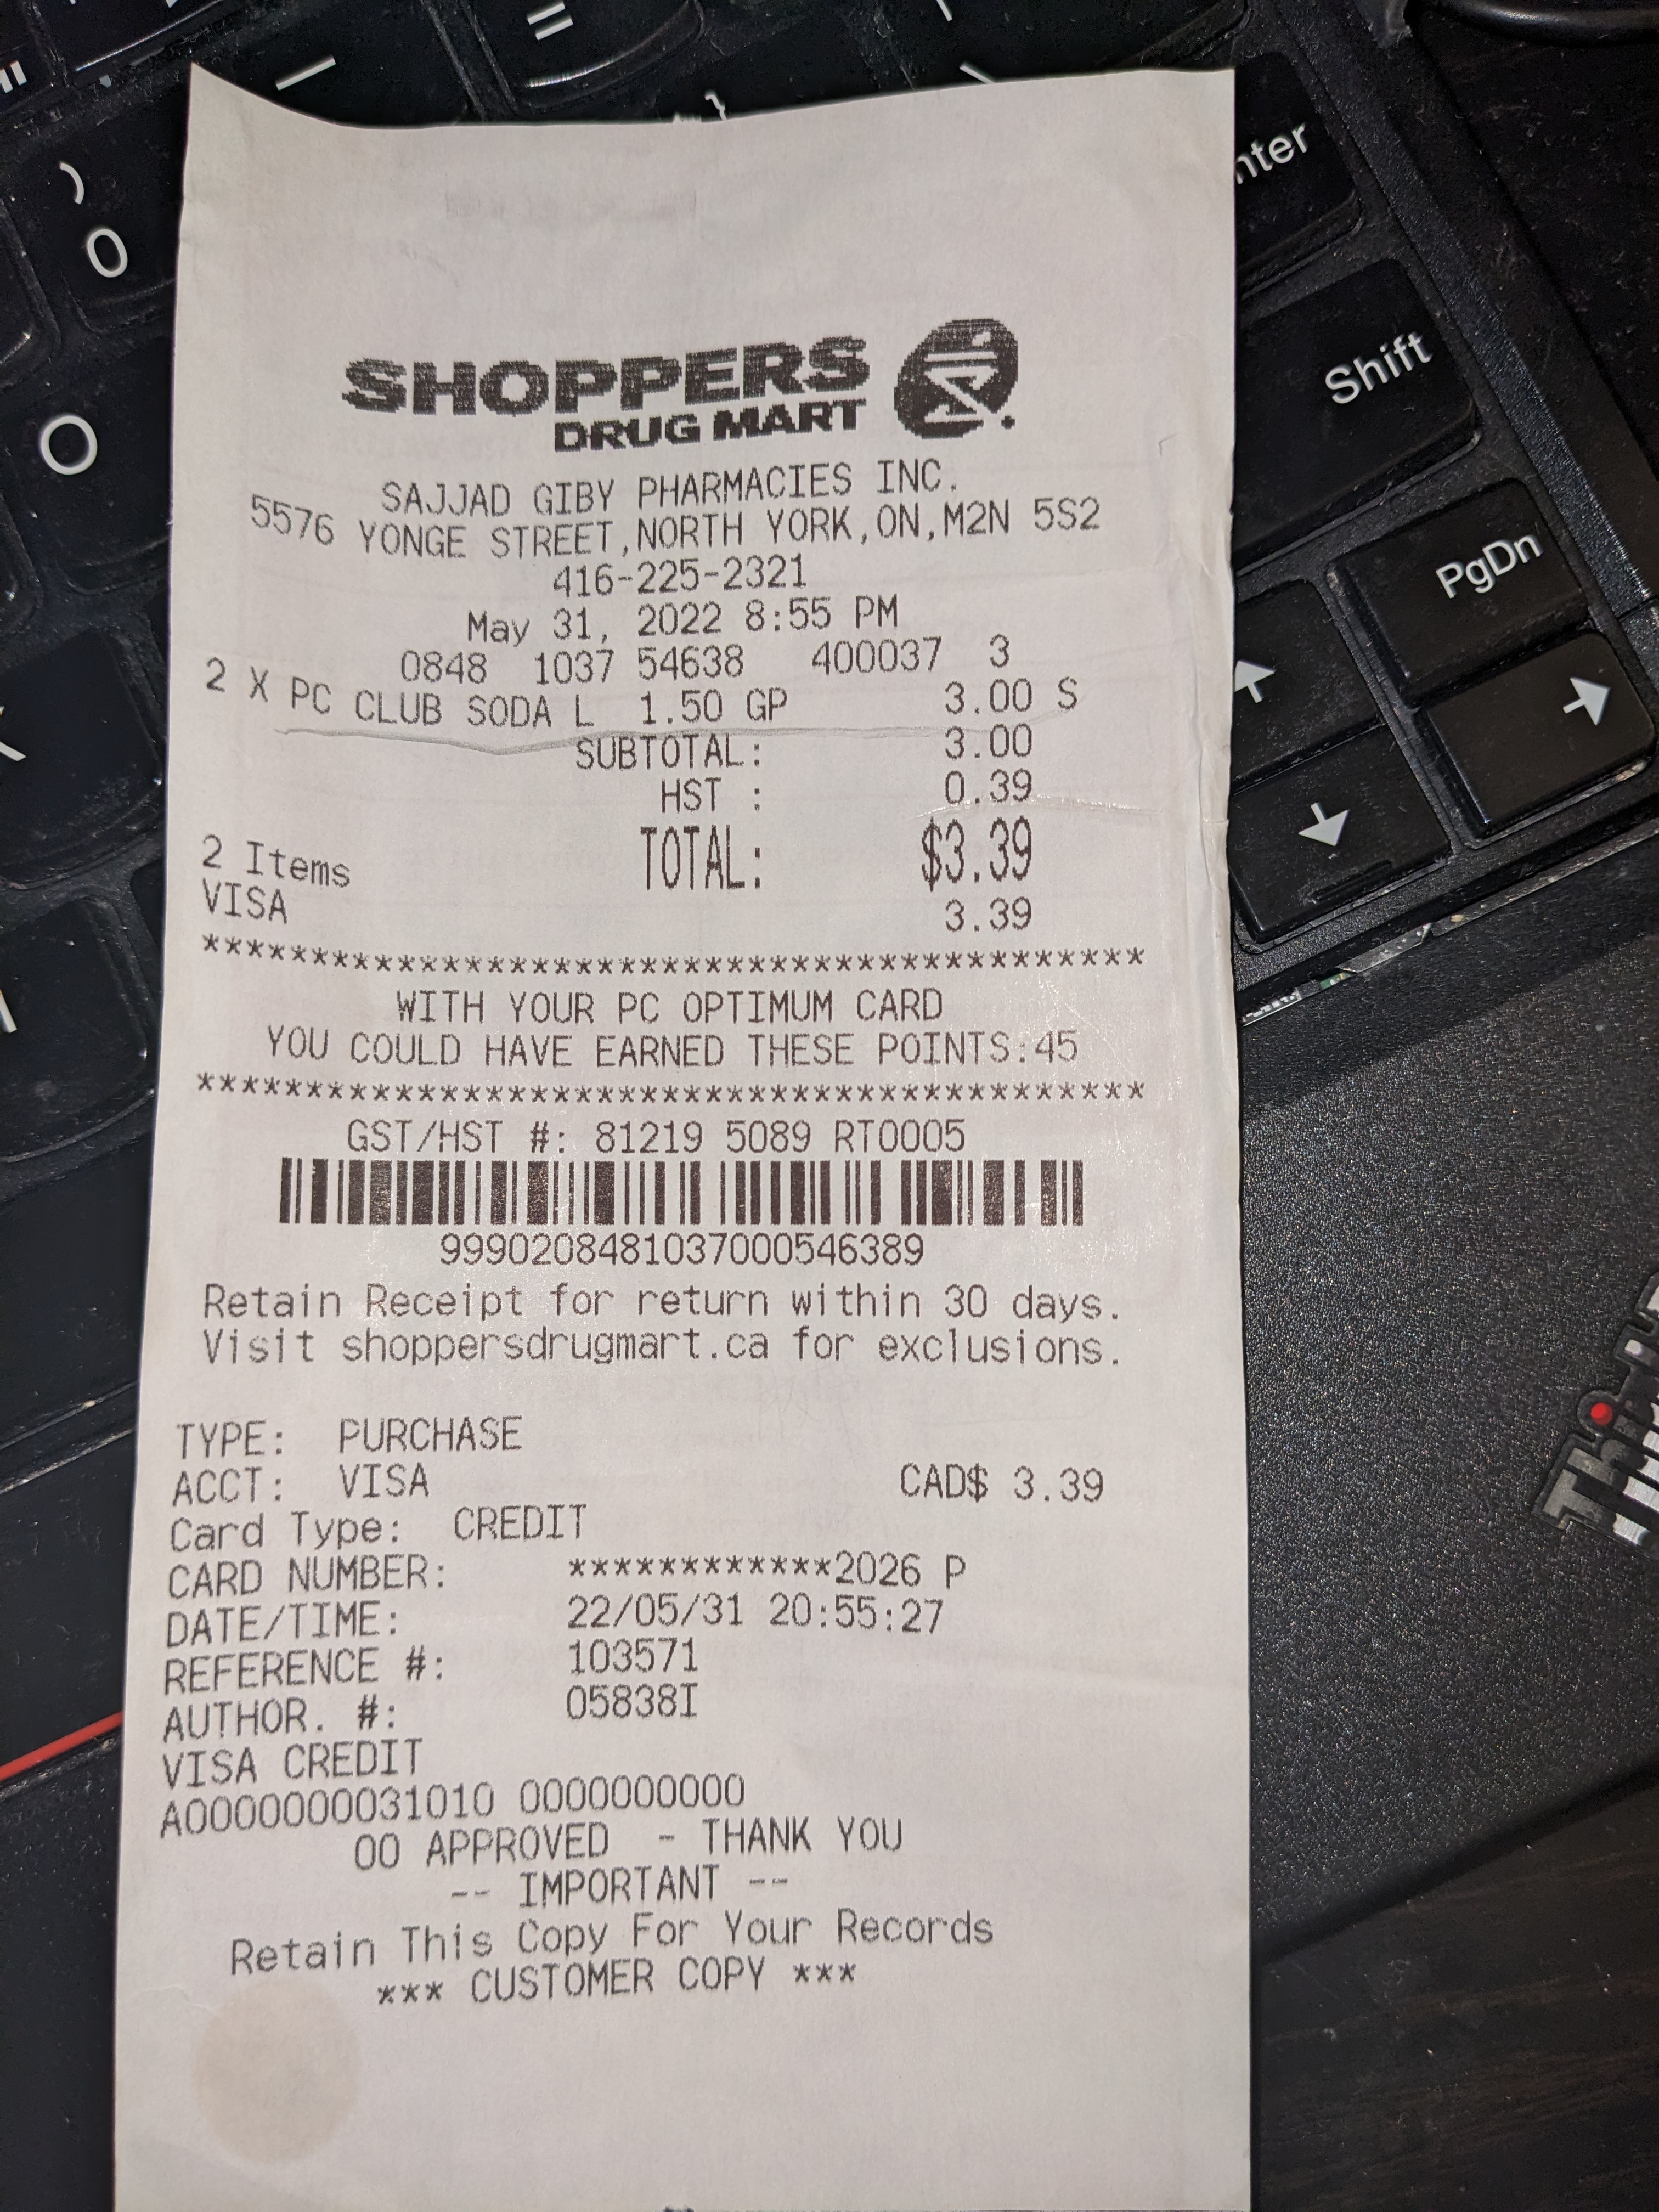 SHOPPERS
DRUG MART
SAJJAD GIBY PHARMACIES INC.
5576 YONGE STREET,NORTH YORK,ON,M2N 5S2
416-225-2321
May 31, 2022 8:55 PM
0848 1037 54638 400037 3
2 X PC CLUB SODA L 1.50 GP 3.00 S
SUBTOTAL: 3.00
HST : 0.39
2 Items TOTAL: $3.39
VISA 3.39
*******************************************
WITH YOUR PC OPTIMUM CARD
YOU COULD HAVE EARNED THESE POINTS:45
*******************************************
GST/HST #: 81219 5089 RT0005
9990208481037000546389
Retain Receipt for return within 30 days.
Visit shoppersdrugmart.ca for exclusions.
TYPE: PURCHASE
ACCT: VISA CAD$ 3.39
Card Type: CREDIT
CARD NUMBER: ************2026 P
DATE/TIME: 22/05/31 20:55:27
REFERENCE #: 103571
AUTHOR. #: 05838I
VISA CREDIT
A0000000031010 0000000000
00 APPROVED - THANK YOU
-- IMPORTANT --
Retain This Copy For Your Records
*** CUSTOMER COPY ***
) 0
O
=
nter
Shift
PgDn